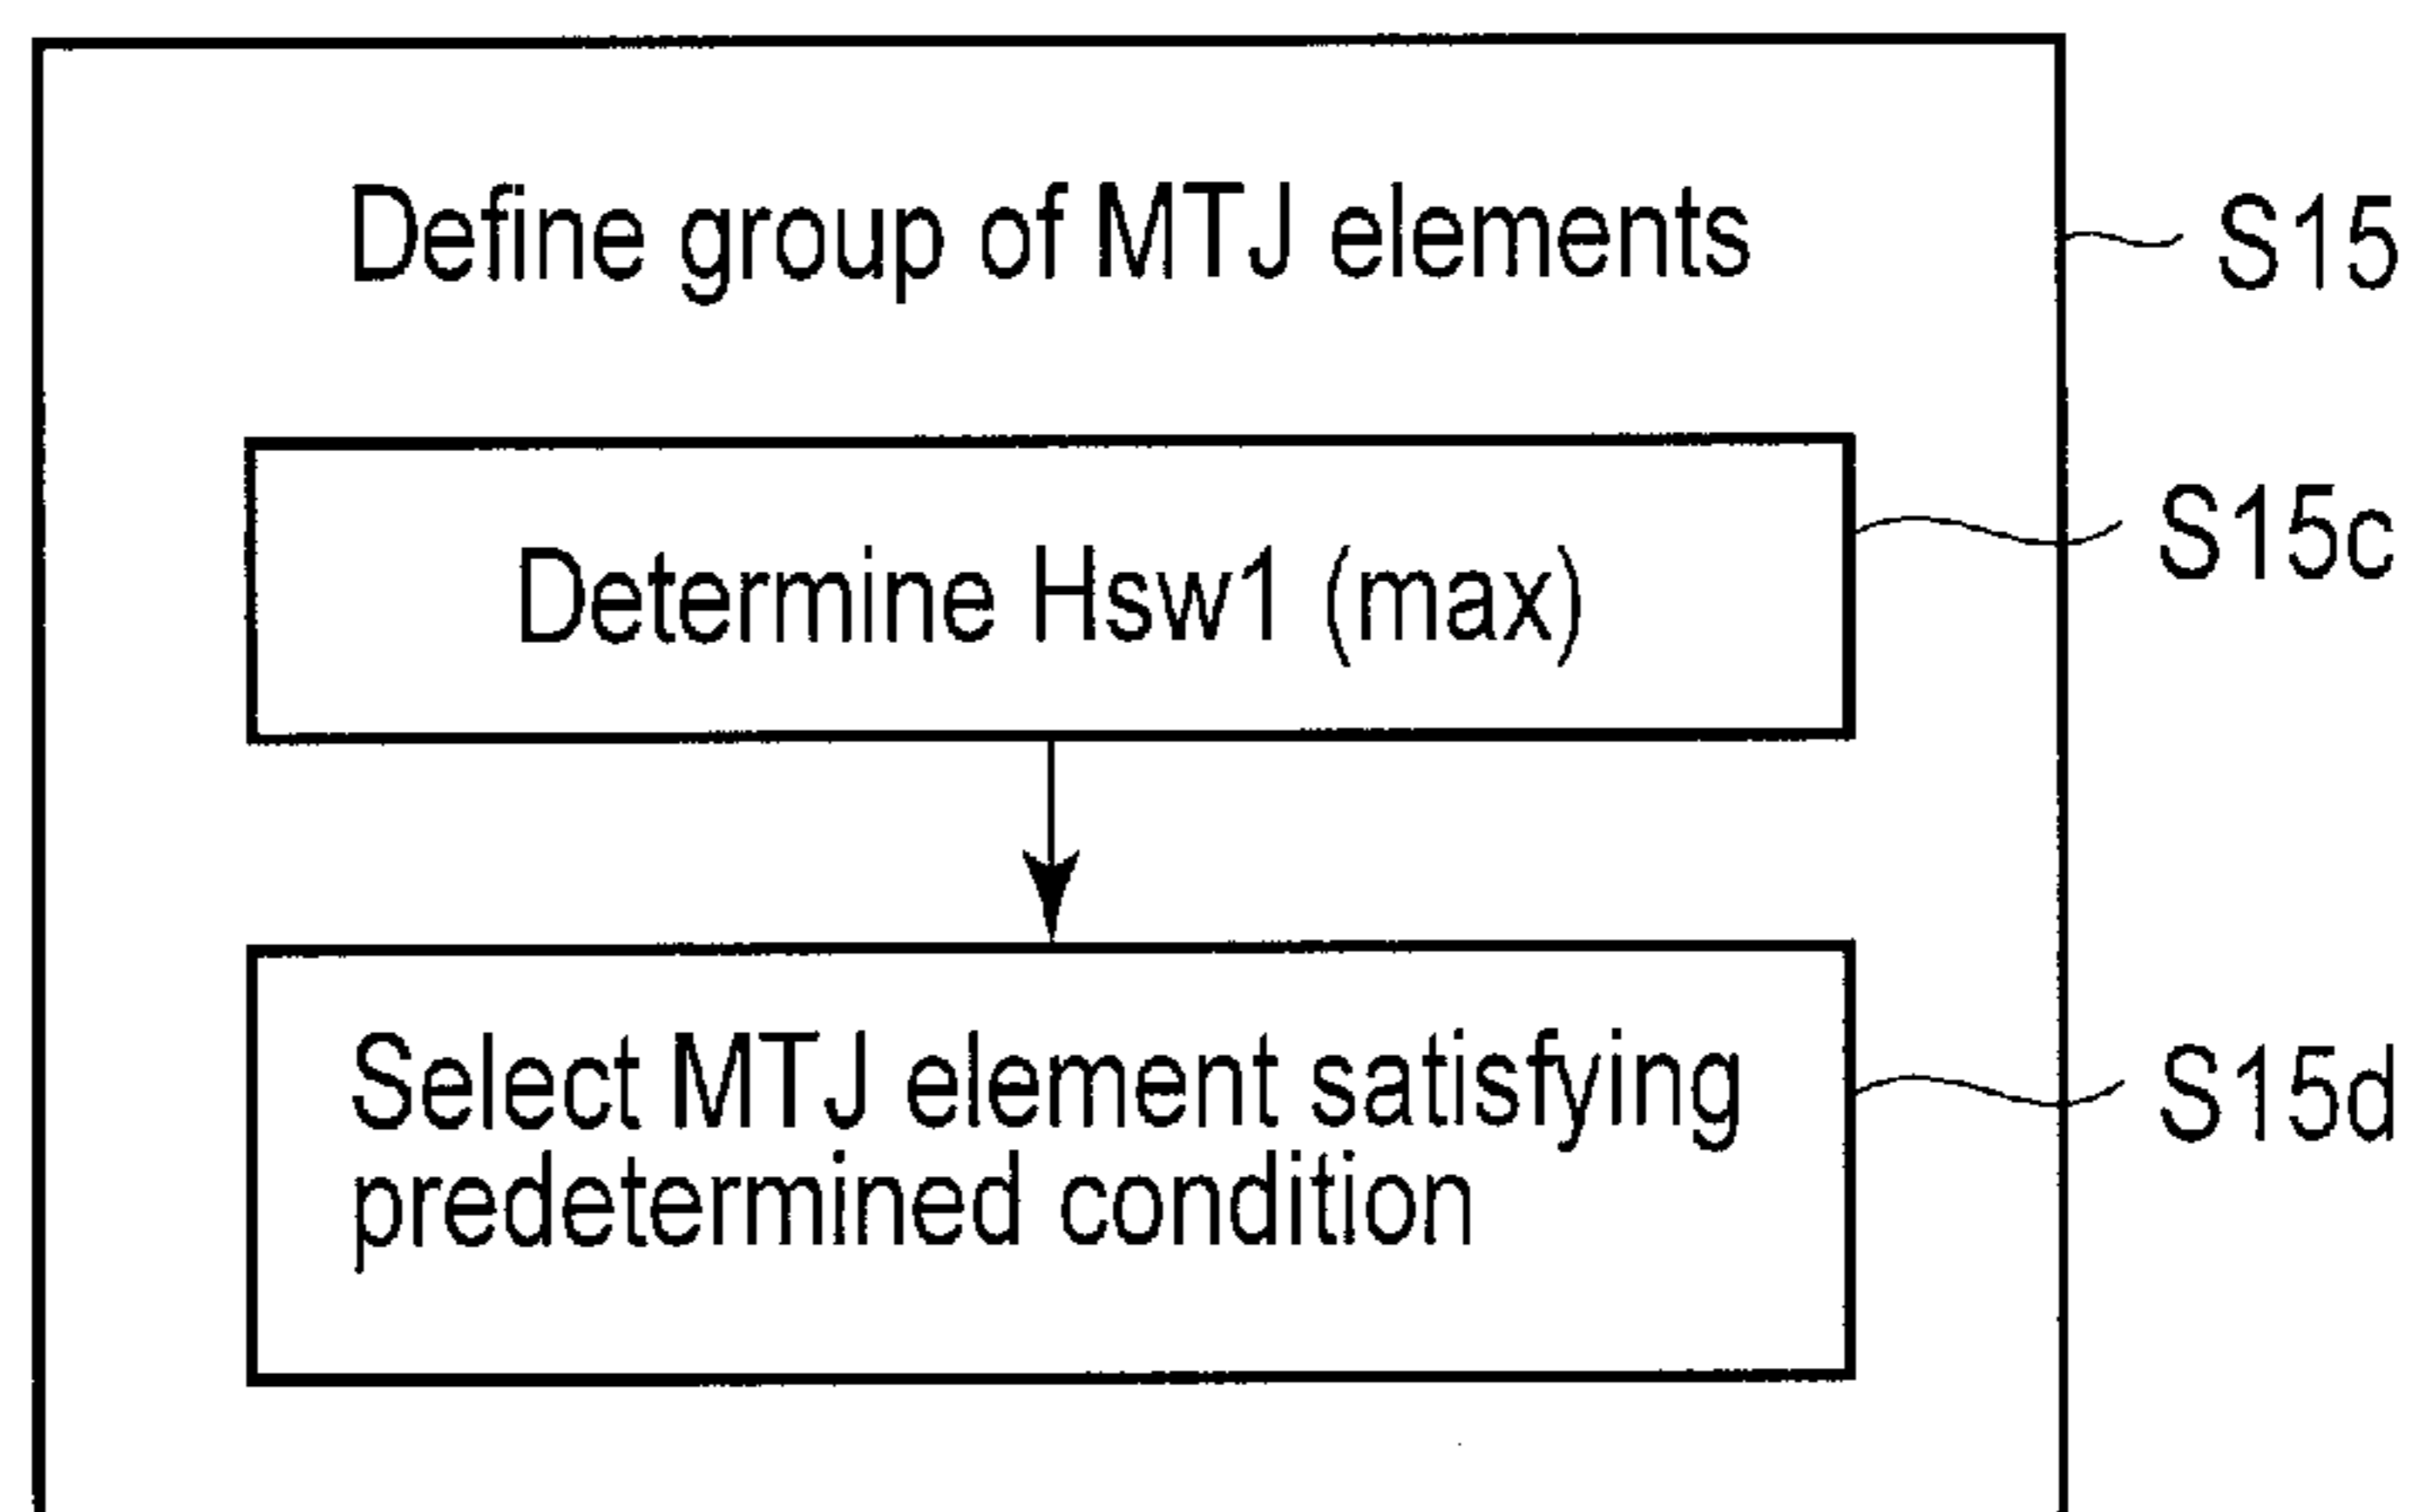 Define group of MTJ elements
S15
Determine Hsw1 (max)
S15c
Select MTJ element satisfying
predetermined condition
S15d